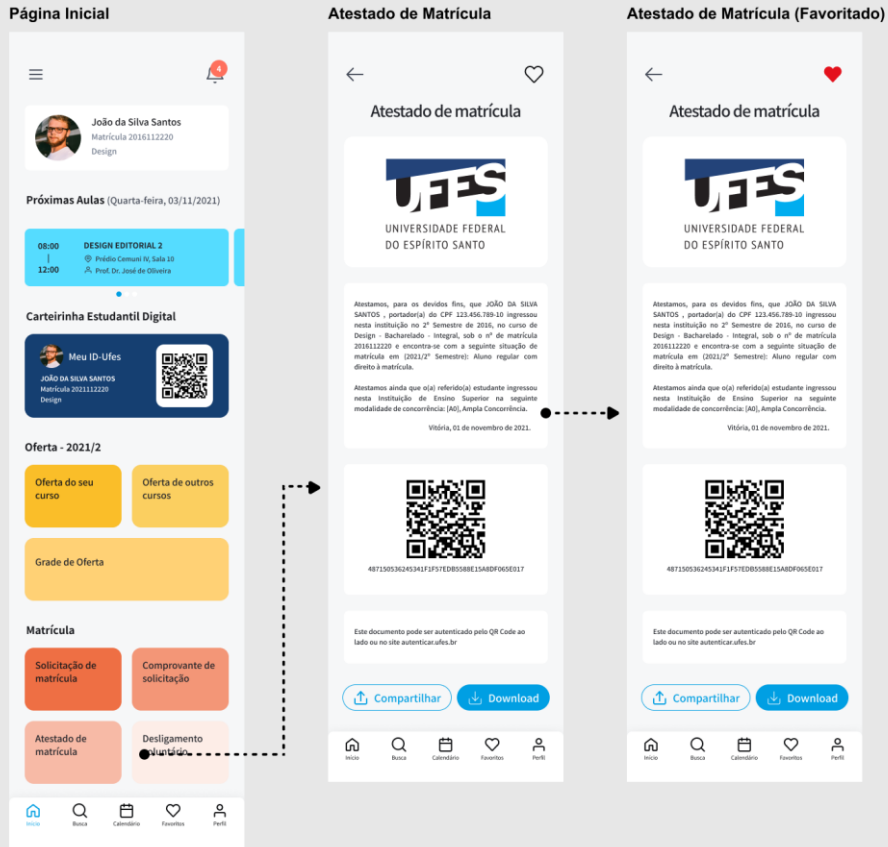 Página Inicial
4
João da Silva Santos
Matrícula 2016112220
Design
Próximas Aulas (Quarta-feira, 03/11/2021)
08:00
|
12:00
DESIGN EDITORIAL 2
Prédio Cemuni IV, Sala 10
Prof. Dr. José de Oliveira
Carteirinha Estudantil Digital
Meu ID-Ufes
JOÃO DA SILVA SANTOS
Matrícula 2021112220
Design
Oferta - 2021/2
Oferta do seu
curso
Oferta de outros
cursos
Grade de Oferta
Matrícula
Solicitação de
matrícula
Comprovante de
solicitação
Atestado de
matrícula
Desligamento
voluntário
Início
Busca
Calendário
Favoritos
Perfil
Atestado de Matrícula
Atestado de matrícula
UFES
UNIVERSIDADE FEDERAL
DO ESPÍRITO SANTO
Atestamos, para os devidos fins, que JOÃO DA SILVA
SANTOS , portador(a) do CPF 123.456.789-10 ingressou
nesta instituição no 2º Semestre de 2016, no curso de
Design - Bacharelado - Integral, sob o nº de matrícula
2016112220 e encontra-se com a seguinte situação de
matrícula em (2021/2º Semestre): Aluno regular com
direito à matrícula.
Atestamos ainda que o(a) referido(a) estudante ingressou
nesta Instituição de Ensino Superior na seguinte
modalidade de concorrência: [A0], Ampla Concorrência.
Vitória, 01 de novembro de 2021.
487150536245341F1F57EDB5588E15A8DF065E017
Este documento pode ser autenticado pelo QR Code ao
lado ou no site autenticar.ufes.br
Compartilhar
Download
Início
Busca
Calendário
Favoritos
Perfil
Atestado de Matrícula (Favoritado)
Atestado de matrícula
UFES
UNIVERSIDADE FEDERAL
DO ESPÍRITO SANTO
Atestamos, para os devidos fins, que JOÃO DA SILVA
SANTOS , portador(a) do CPF 123.456.789-10 ingressou
nesta instituição no 2º Semestre de 2016, no curso de
Design - Bacharelado - Integral, sob o nº de matrícula
2016112220 e encontra-se com a seguinte situação de
matrícula em (2021/2º Semestre): Aluno regular com
direito à matrícula.
Atestamos ainda que o(a) referido(a) estudante ingressou
nesta Instituição de Ensino Superior na seguinte
modalidade de concorrência: [A0], Ampla Concorrência.
Vitória, 01 de novembro de 2021.
487150536245341F1F57EDB5588E15A8DF065E017
Este documento pode ser autenticado pelo QR Code ao
lado ou no site autenticar.ufes.br
Compartilhar
Download
Início
Busca
Calendário
Favoritos
Perfil